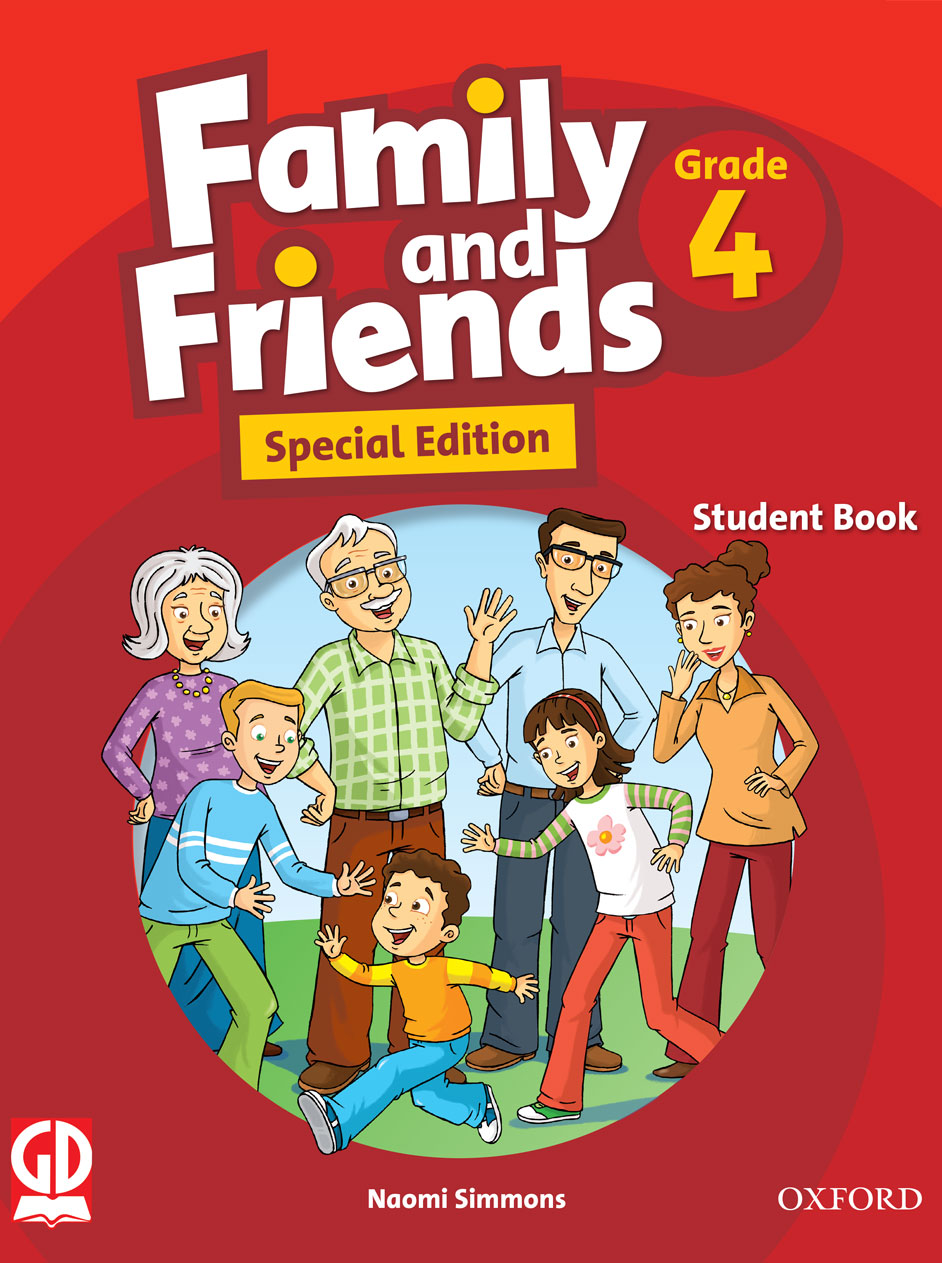 Family
and
Friends
Grade
4
Special Edition
Student Book
GD
Naomi Simmons
OXFORD